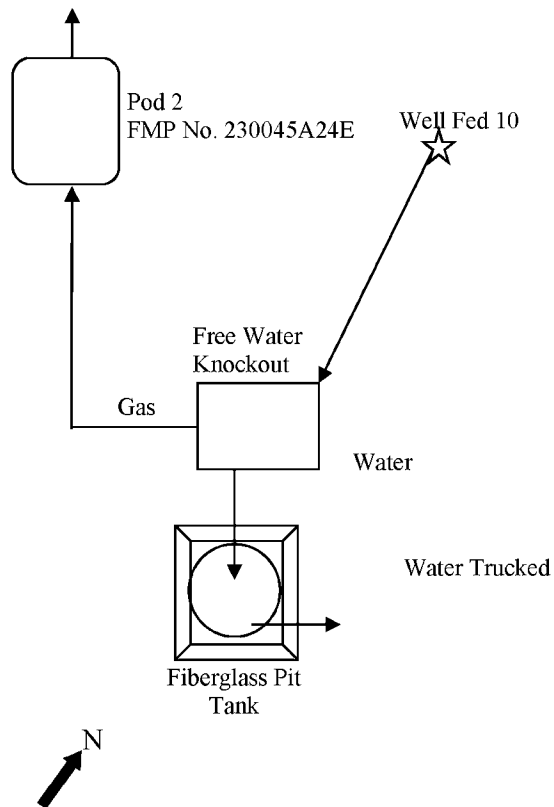 Pod 2
FMP No. 230045A24E
Well Fed 10
Free Water
Knockout
Gas
Water
Water Trucked
Fiberglass Pit
Tank
N